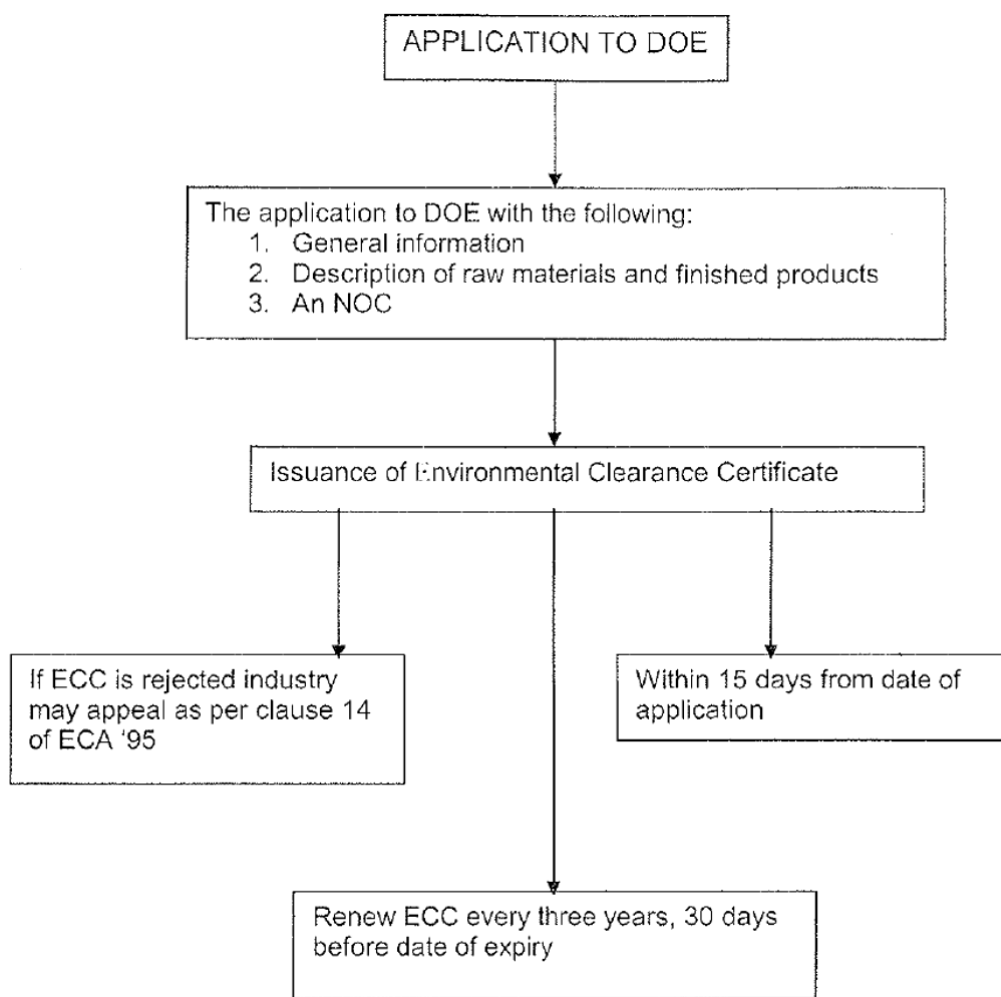 APPLICATION TO DOE
The application to DOE with the following:
1. General information
2. Description of raw materials and finished products
3. An NOC
Issuance of Environmental Clearance Certificate
If ECC is rejected industry
may appeal as per clause 14
of ECA '95
Within 15 days from date of
application
Renew ECC every three years, 30 days
before date of expiry